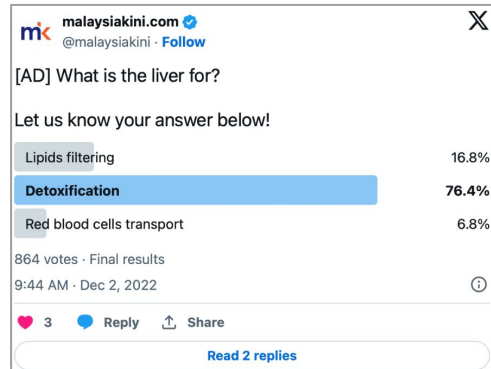 malaysiakini.com
@malaysiakini · Follow
[AD] What is the liver for?
Let us know your answer below!
Lipids filtering 16.8%
Detoxification 76.4%
Red blood cells transport 6.8%
864 votes · Final results
9:44 AM · Dec 2, 2022
3 Reply Share
Read 2 replies